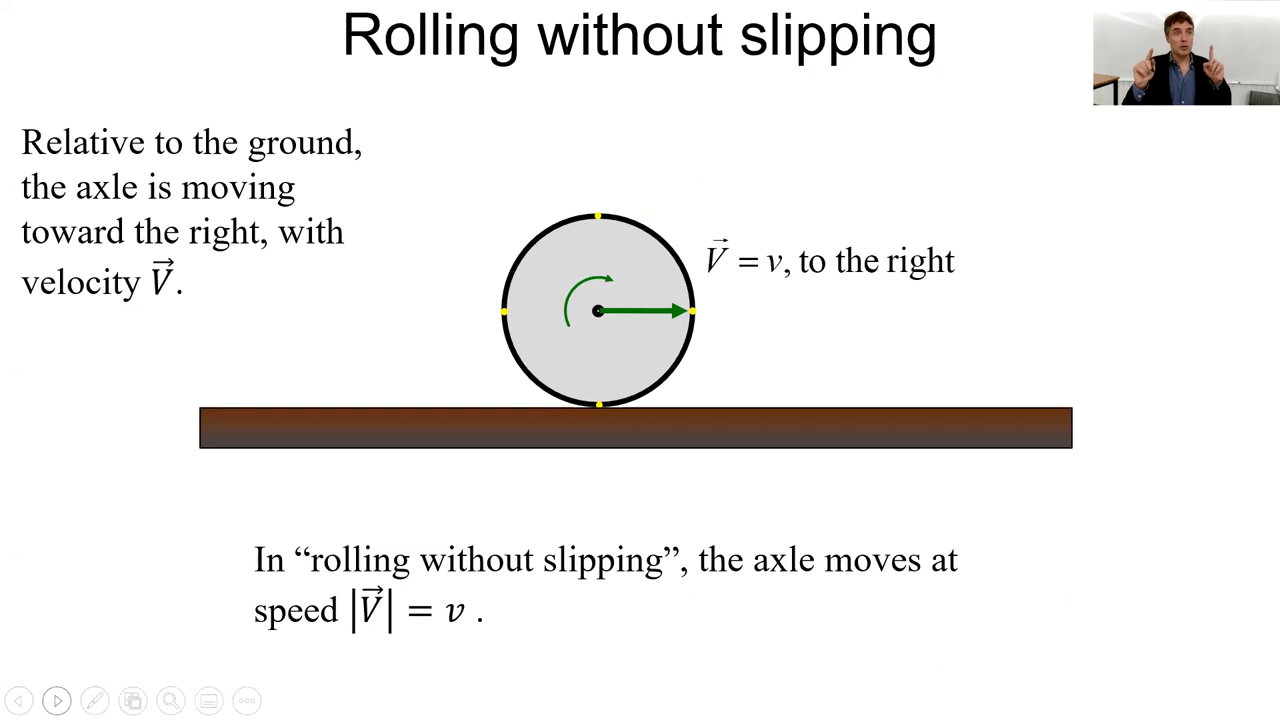 Rolling without slipping
Relative to the ground,
the axle is moving
toward the right, with
velocity V⃗.
V⃗ = v, to the right
In “rolling without slipping”, the axle moves at
speed |V⃗| = v .